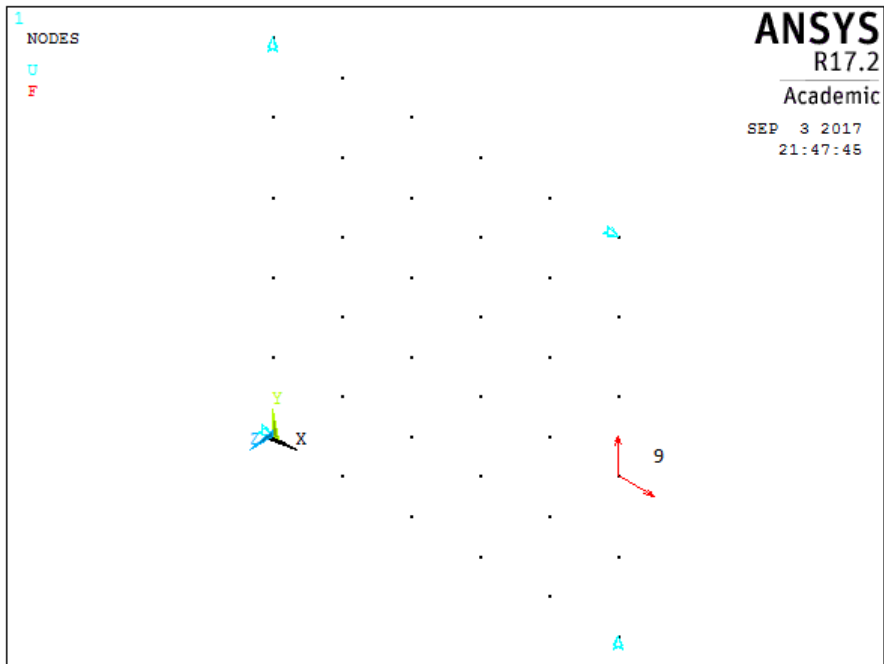 1
NODES
U
F
ANSYS
R17.2
Academic
SEP 3 2017
21:47:45
Y
Z X
9